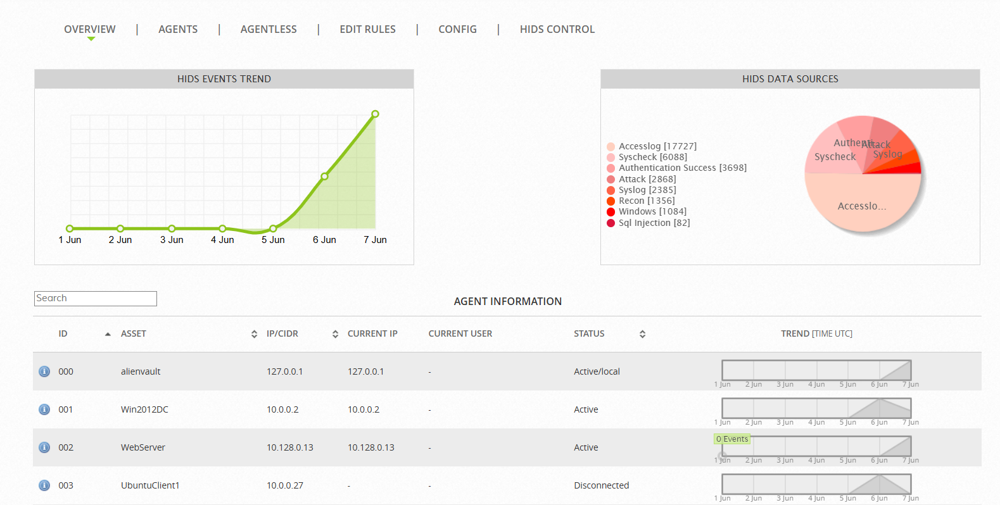 OVERVIEW | AGENTS | AGENTLESS | EDIT RULES | CONFIG | HIDS CONTROL
HIDS EVENTS TREND
1 Jun 2 Jun 3 Jun 4 Jun 5 Jun 6 Jun 7 Jun
HIDS DATA SOURCES
Accesslog [17727]
Syscheck [6088]
Authentication Success [3698]
Attack [2868]
Syslog [2385]
Recon [1356]
Windows [1084]
Sql Injection [82]
Authenti...
Attack
Syslog
Syscheck
Accesslo...
Search
AGENT INFORMATION
ID ASSET IP/CIDR CURRENT IP CURRENT USER STATUS TREND [TIME UTC]
000 alienvault 127.0.0.1 127.0.0.1 - Active/local
1 Jun 2 Jun 3 Jun 4 Jun 5 Jun 6 Jun 7 Jun
001 Win2012DC 10.0.0.2 10.0.0.2 - Active
1 Jun 2 Jun 3 Jun 4 Jun 5 Jun 6 Jun 7 Jun
0 Events
002 WebServer 10.128.0.13 10.128.0.13 - Active
1 Jun 2 Jun 3 Jun 4 Jun 5 Jun 6 Jun 7 Jun
003 UbuntuClient1 10.0.0.27 - - Disconnected
1 Jun 2 Jun 3 Jun 4 Jun 5 Jun 6 Jun 7 Jun